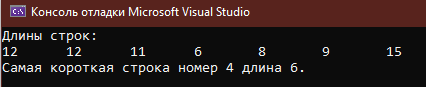 Консоль отладки Microsoft Visual Studio
Длины строк:
12 12 11 6 8 9 15
Самая короткая строка номер 4 длина 6.